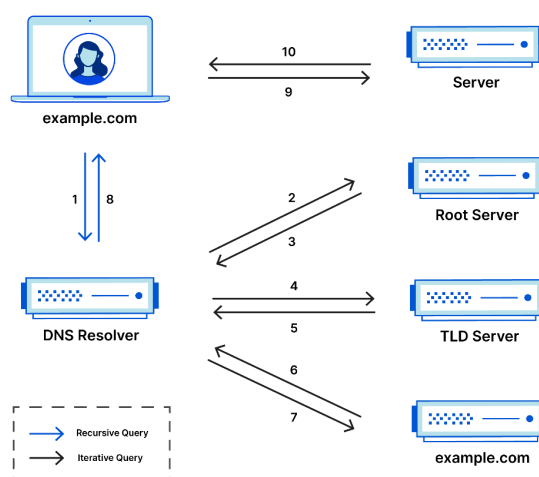 10
9
Server
example.com
1
8
2
3
Root Server
4
5
DNS Resolver
TLD Server
6
7
Recursive Query
Iterative Query
example.com